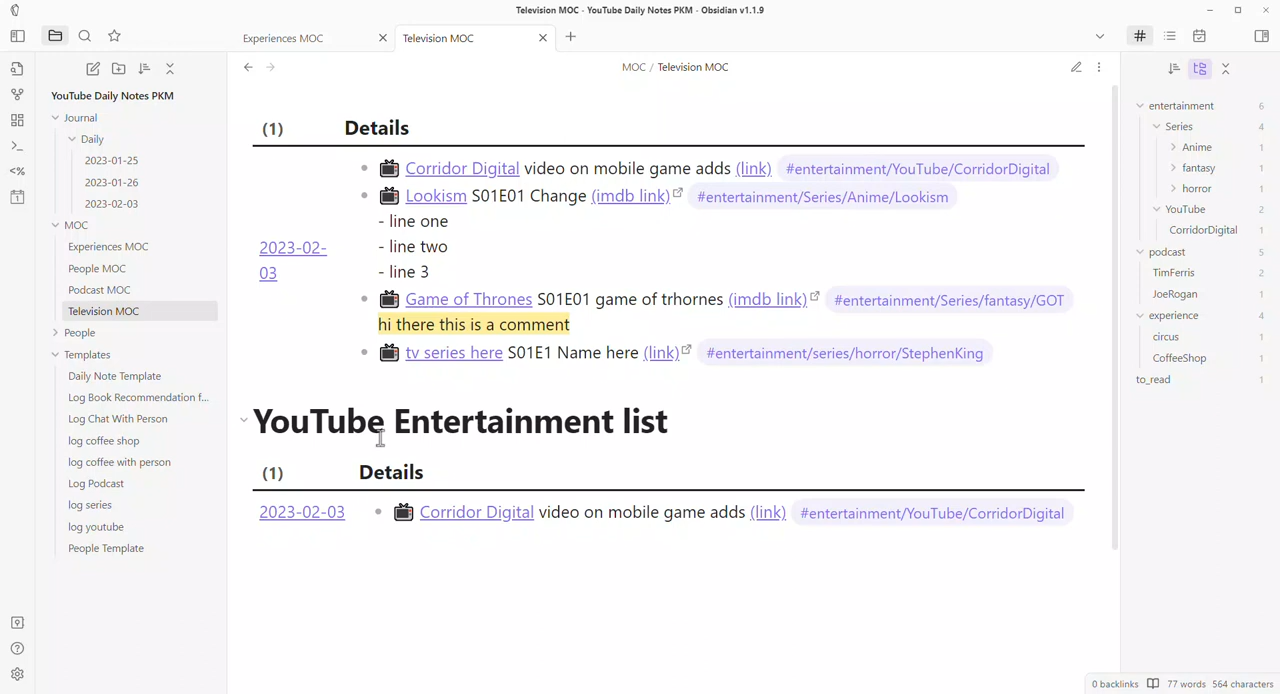 Television MOC - YouTube Daily Notes PKM - Obsidian v1.1.9
Experiences MOC
Television MOC
YouTube Daily Notes PKM
Journal
Daily
2023-01-25
2023-01-26
2023-02-03
MOC
Experiences MOC
People MOC
Podcast MOC
Television MOC
People
Templates
Daily Note Template
Log Book Recommendation f...
Log Chat With Person
log coffee shop
log coffee with person
Log Podcast
log series
log youtube
People Template
MOC / Television MOC
(1) Details
2023-02-
03
Corridor Digital video on mobile game adds (link) #entertainment/YouTube/CorridorDigital
Lookism S01E01 Change (imdb link) #entertainment/Series/Anime/Lookism
- line one
- line two
- line 3
Game of Thrones S01E01 game of trhornes (imdb link) #entertainment/Series/fantasy/GOT
hi there this is a comment
tv series here S01E1 Name here (link) #entertainment/series/horror/StephenKing
YouTube Entertainment list
(1) Details
2023-02-03 Corridor Digital video on mobile game adds (link) #entertainment/YouTube/CorridorDigital
entertainment 6
Series 4
Anime 1
fantasy 1
horror 1
YouTube 2
CorridorDigital 1
podcast 5
TimFerris 2
JoeRogan 1
experience 4
circus 1
CoffeeShop 1
to_read 1
0 backlinks 77 words 564 characters